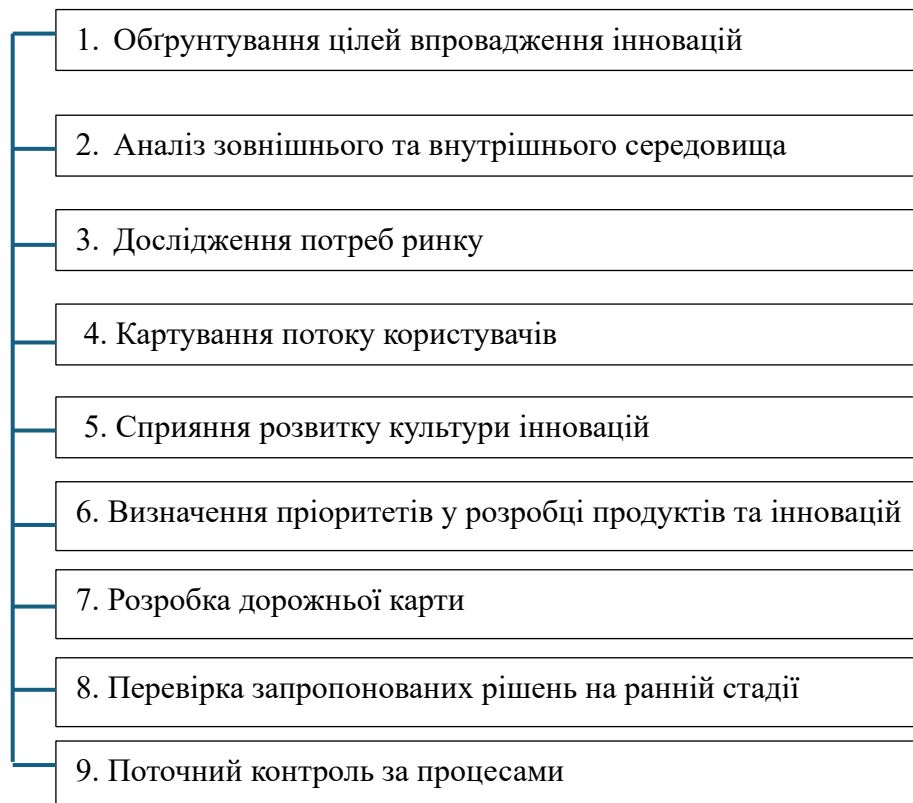 1. Обґрунтування цілей впровадження інновацій
2. Аналіз зовнішнього та внутрішнього середовища
3. Дослідження потреб ринку
4. Картування потоку користувачів
5. Сприяння розвитку культури інновацій
6. Визначення пріоритетів у розробці продуктів та інновацій
7. Розробка дорожньої карти
8. Перевірка запропонованих рішень на ранній стадії
9. Поточний контроль за процесами